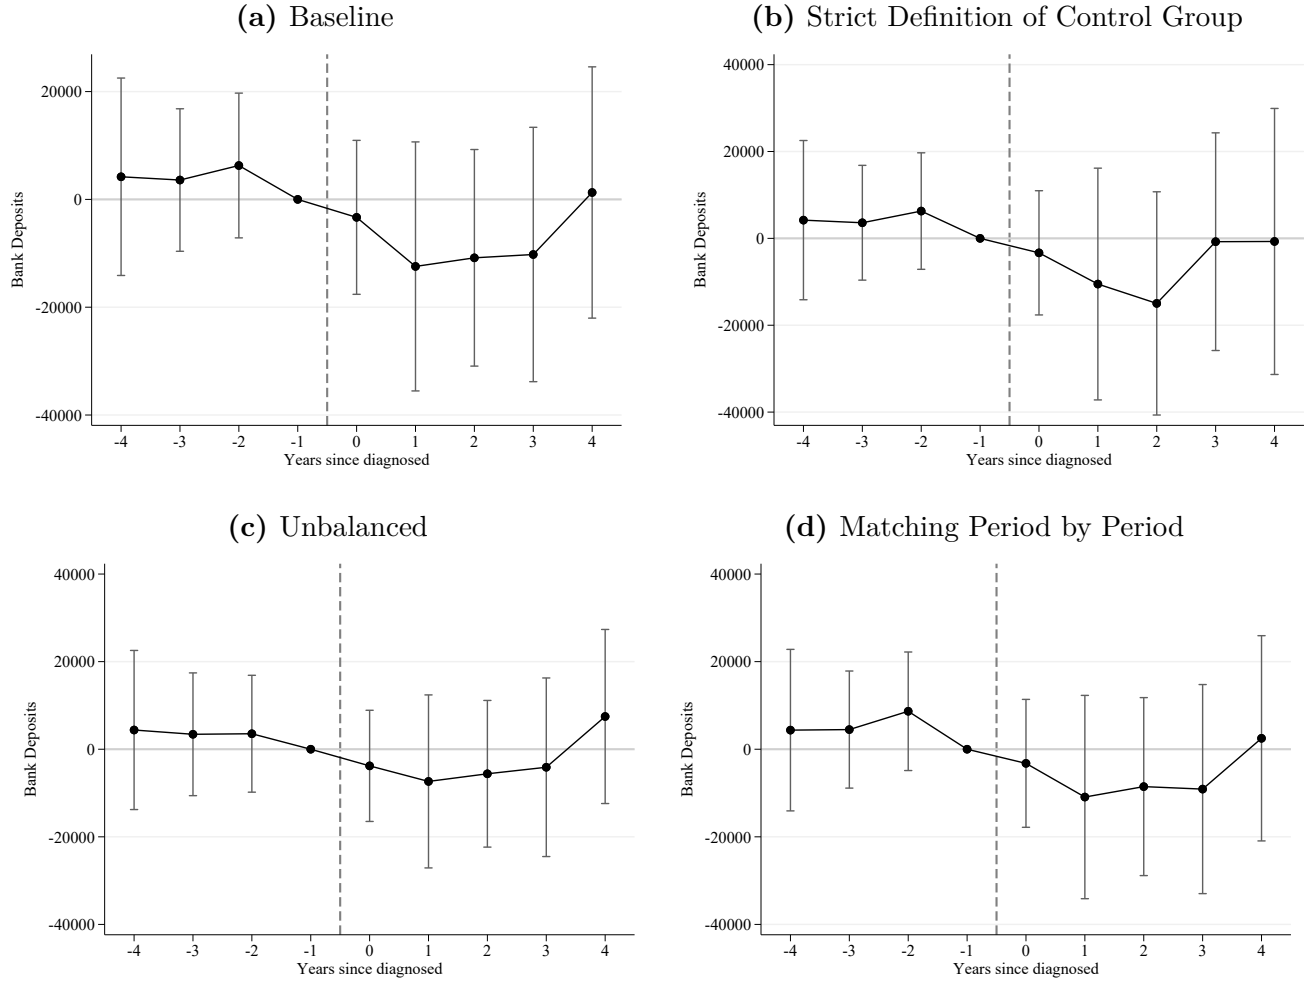 (a) Baseline
20000
0
-20000
-40000
Bank Deposits
-4 -3 -2 -1 0 1 2 3 4
Years since diagnosed
(b) Strict Definition of Control Group
40000
20000
0
-20000
-40000
Bank Deposits
-4 -3 -2 -1 0 1 2 3 4
Years since diagnosed
(c) Unbalanced
40000
20000
0
-20000
-40000
Bank Deposits
-4 -3 -2 -1 0 1 2 3 4
Years since diagnosed
(d) Matching Period by Period
40000
20000
0
-20000
-40000
Bank Deposits
-4 -3 -2 -1 0 1 2 3 4
Years since diagnosed